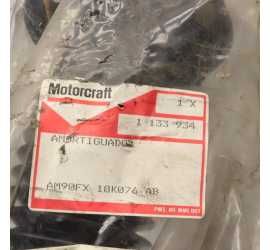 Motorcraft
1 X
1 133 934
AMORTIGUADOR
AM90FX 18K076 AB